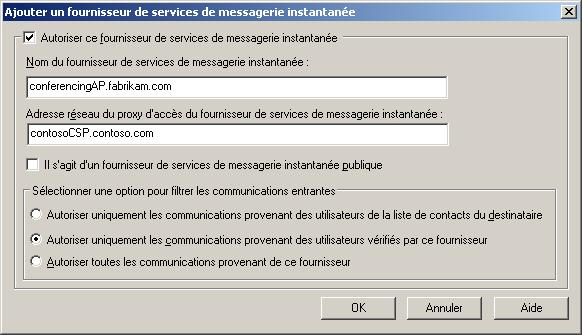 Ajouter un fournisseur de services de messagerie instantanée
Autoriser ce fournisseur de services de messagerie instantanée
Nom du fournisseur de services de messagerie instantanée :
conferencingAP.fabrikam.com
Adresse réseau du proxy d'accès du fournisseur de services de messagerie instantanée :
contosoCSP.contoso.com
Il s'agit d'un fournisseur de services de messagerie instantanée publique
Sélectionner une option pour filtrer les communications entrantes
Autoriser uniquement les communications provenant des utilisateurs de la liste de contacts du destinataire
Autoriser uniquement les communications provenant des utilisateurs vérifiés par ce fournisseur
Autoriser toutes les communications provenant de ce fournisseur
OK
Annuler
Aide